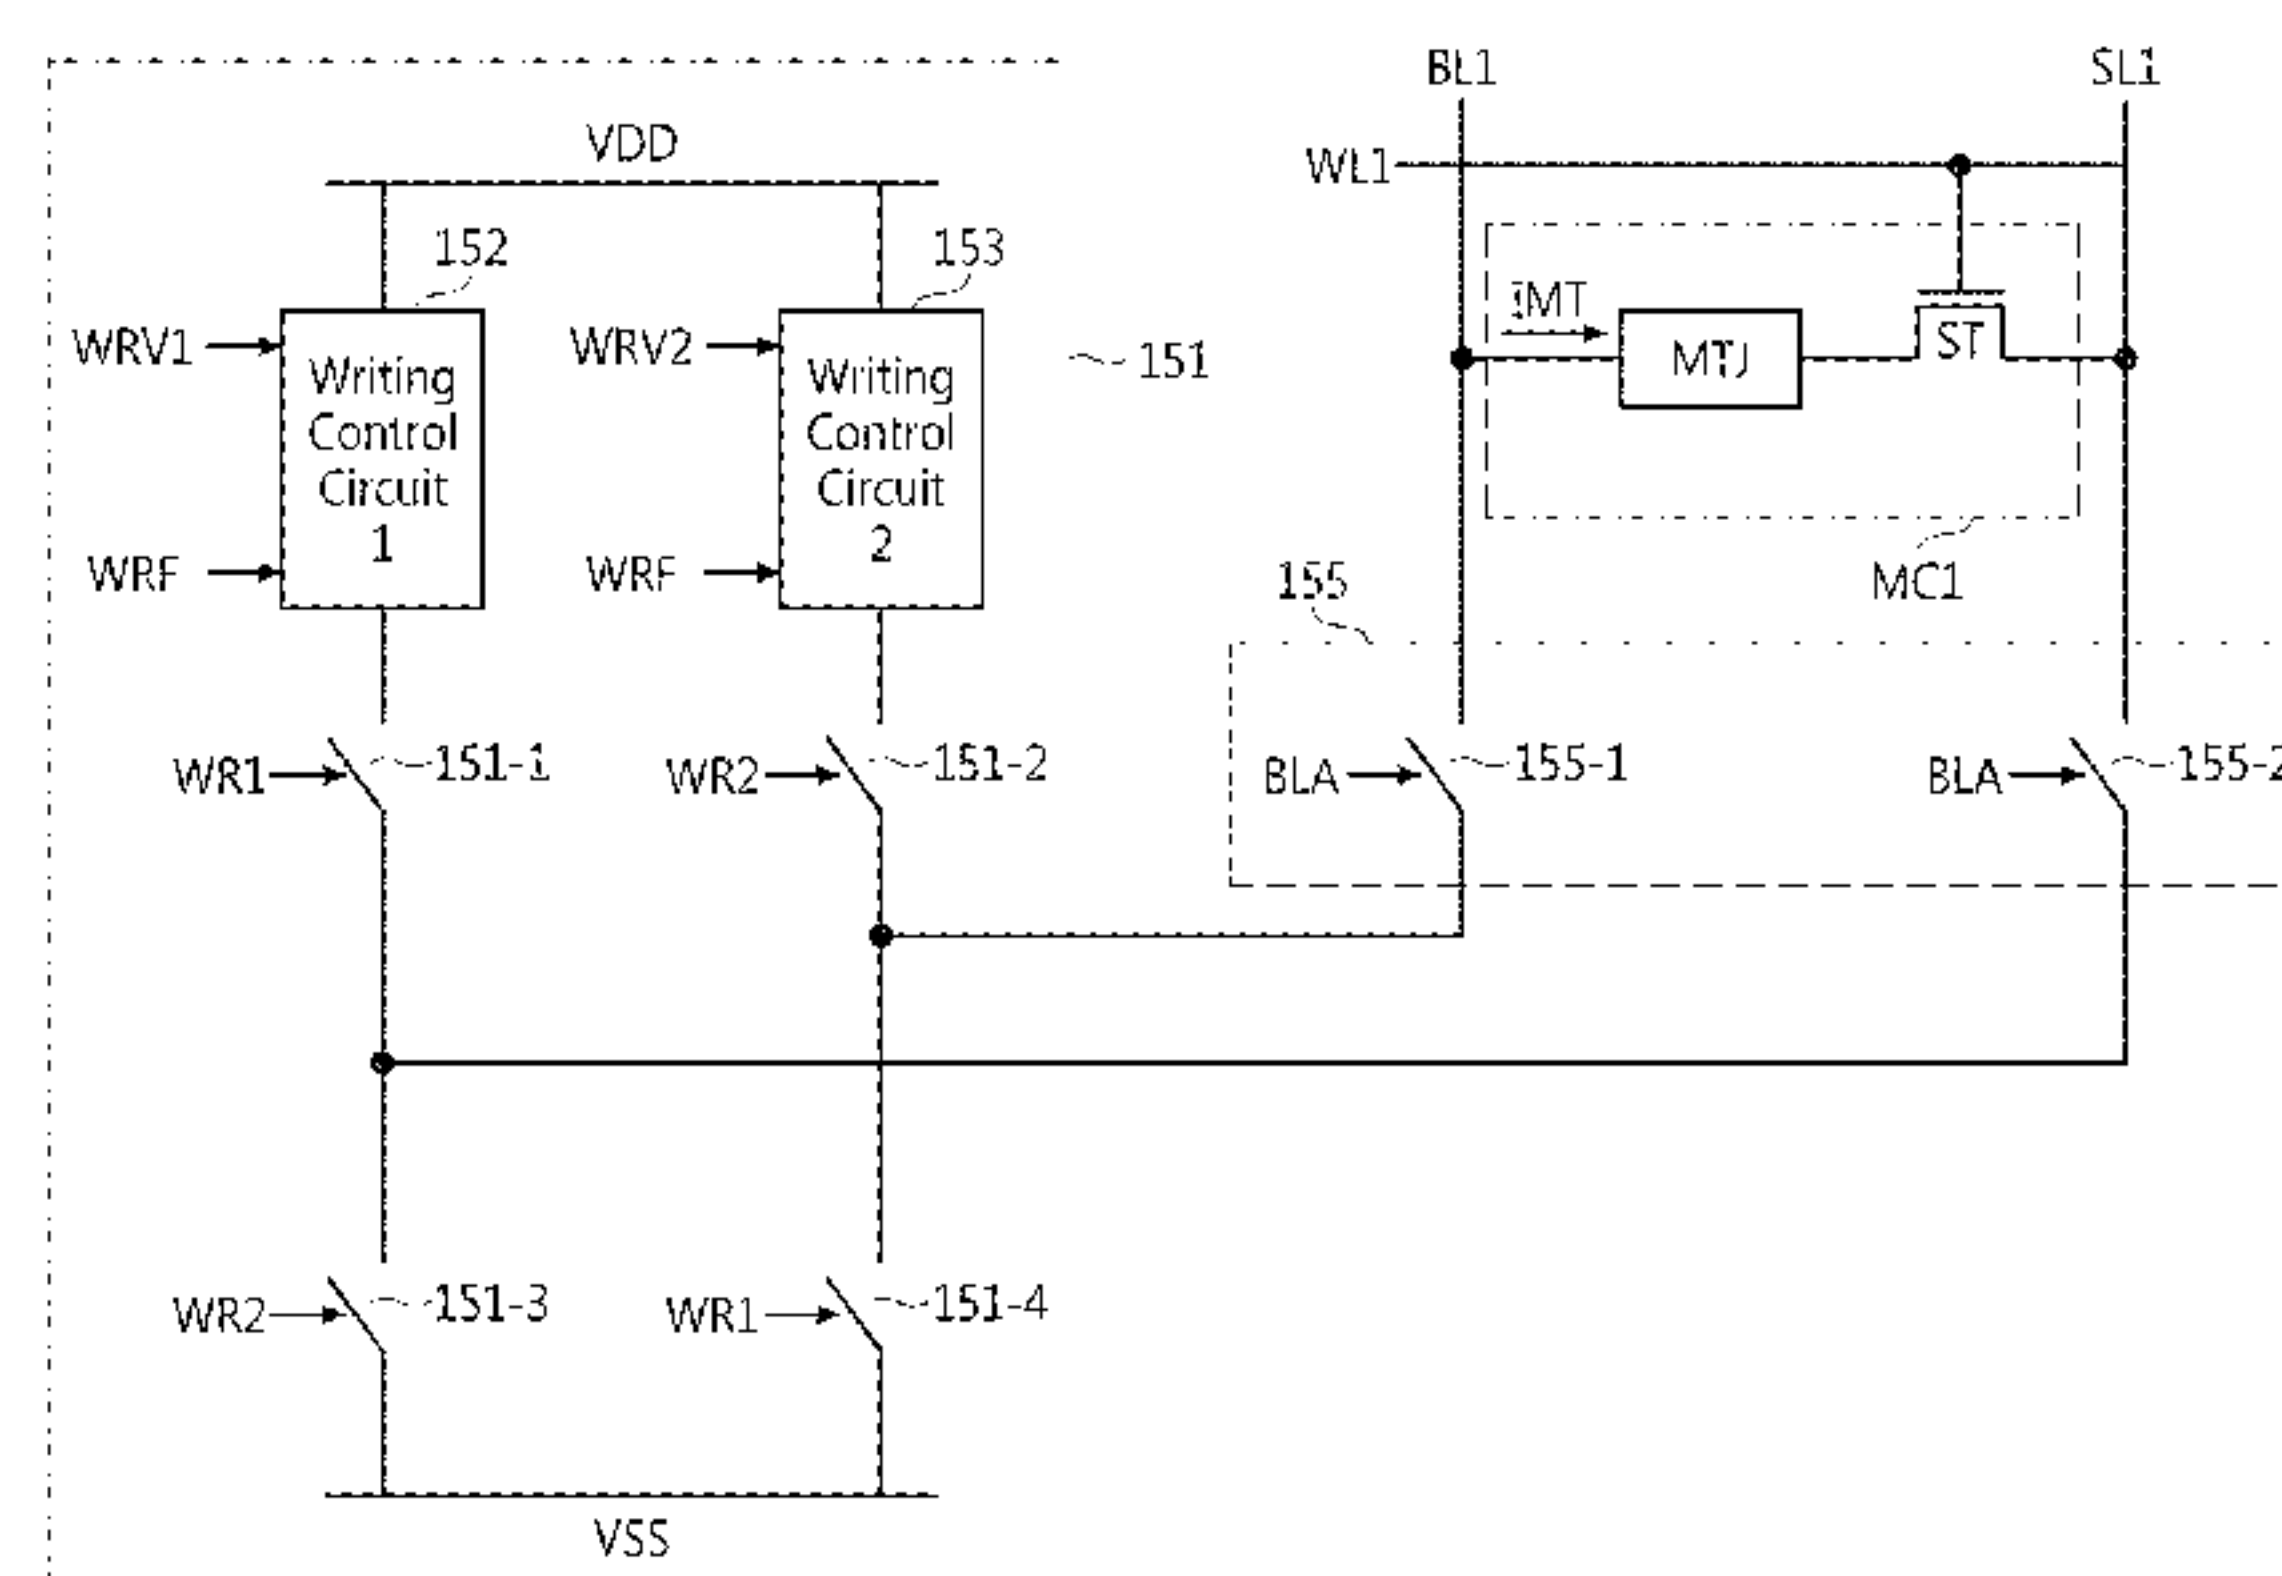 BL1
SL1
VDD
WL1
152
153
IMT
WRV1
WRV2
151
ST
MTJ
Writing
Control
Circuit
1
Writing
Control
Circuit
2
WRF
WRF
155
MC1
WR1
151-1
WR2
151-2
BLA
155-1
BLA
155-2
WR2
151-3
WR1
151-4
VSS